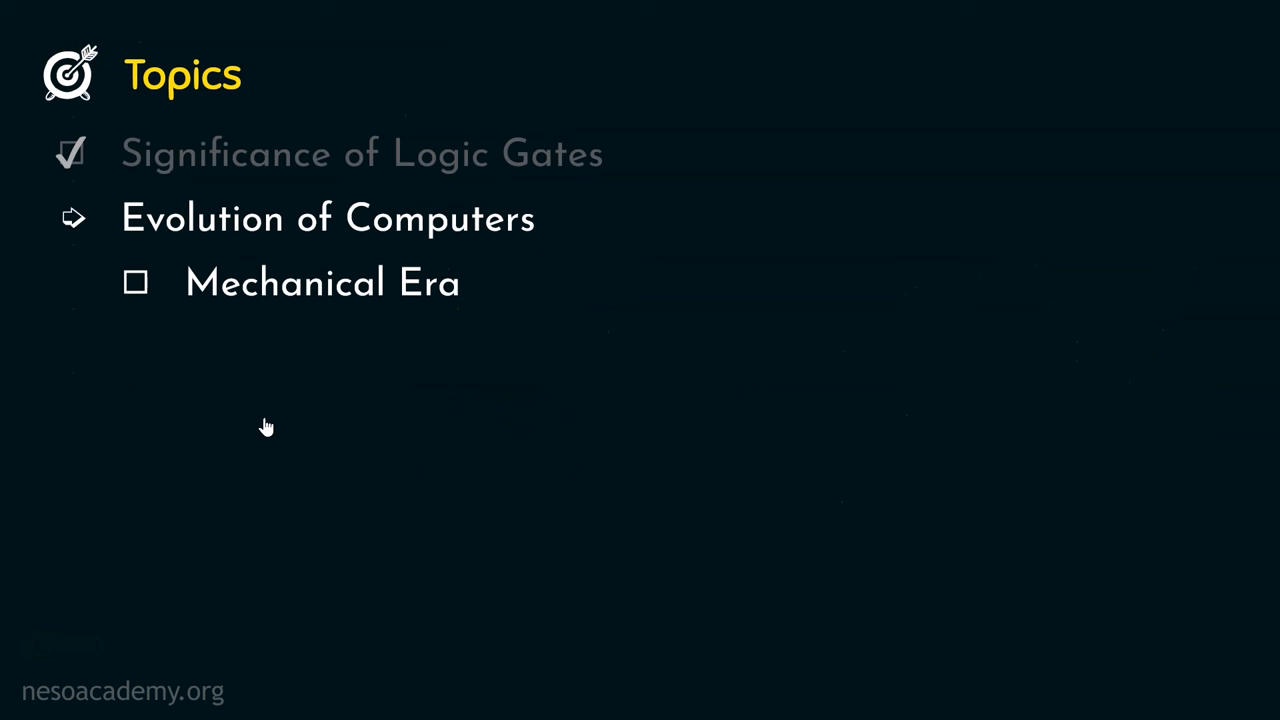 Topics
Significance of Logic Gates
Evolution of Computers
Mechanical Era
nesoacademy.org